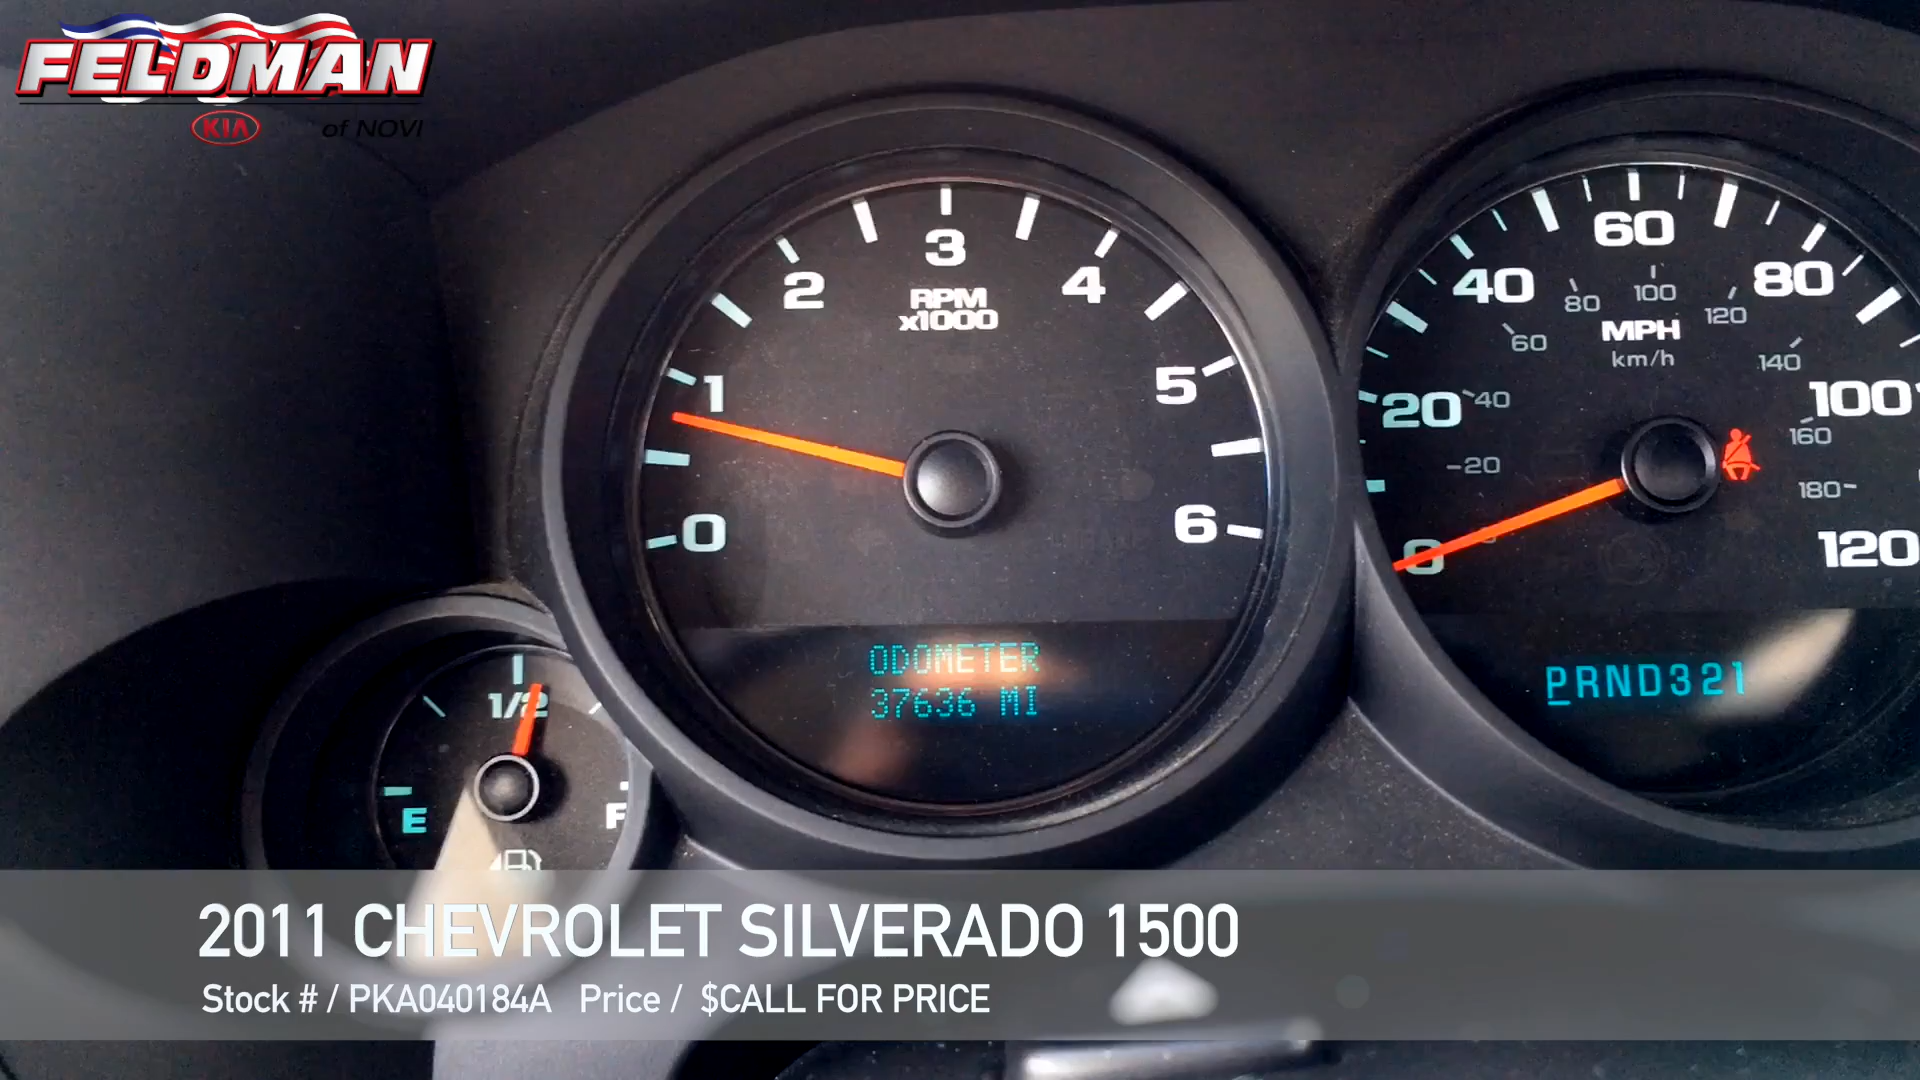 FELDMAN
KIA of NOVI
0 1 2 3 4 5 6
RPM
x1000
ODOMETER
37636 MI
0 20 40 60 80 100 120
20 40 60 80 100 120 140 160 180
MPH
km/h
PRND321
E 1/2 F
2011 CHEVROLET SILVERADO 1500
Stock # / PKA040184A Price / $CALL FOR PRICE